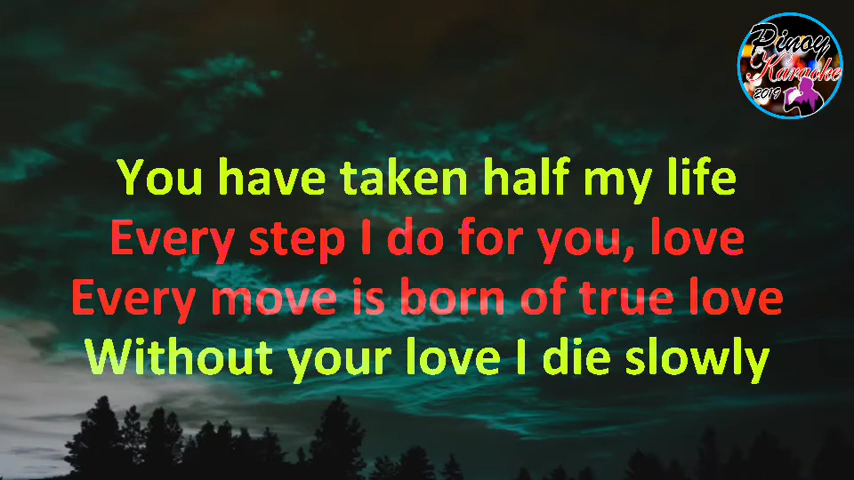 Pinoy
Karaoke
2019
You have taken half my life
Every step I do for you, love
Every move is born of true love
Without your love I die slowly